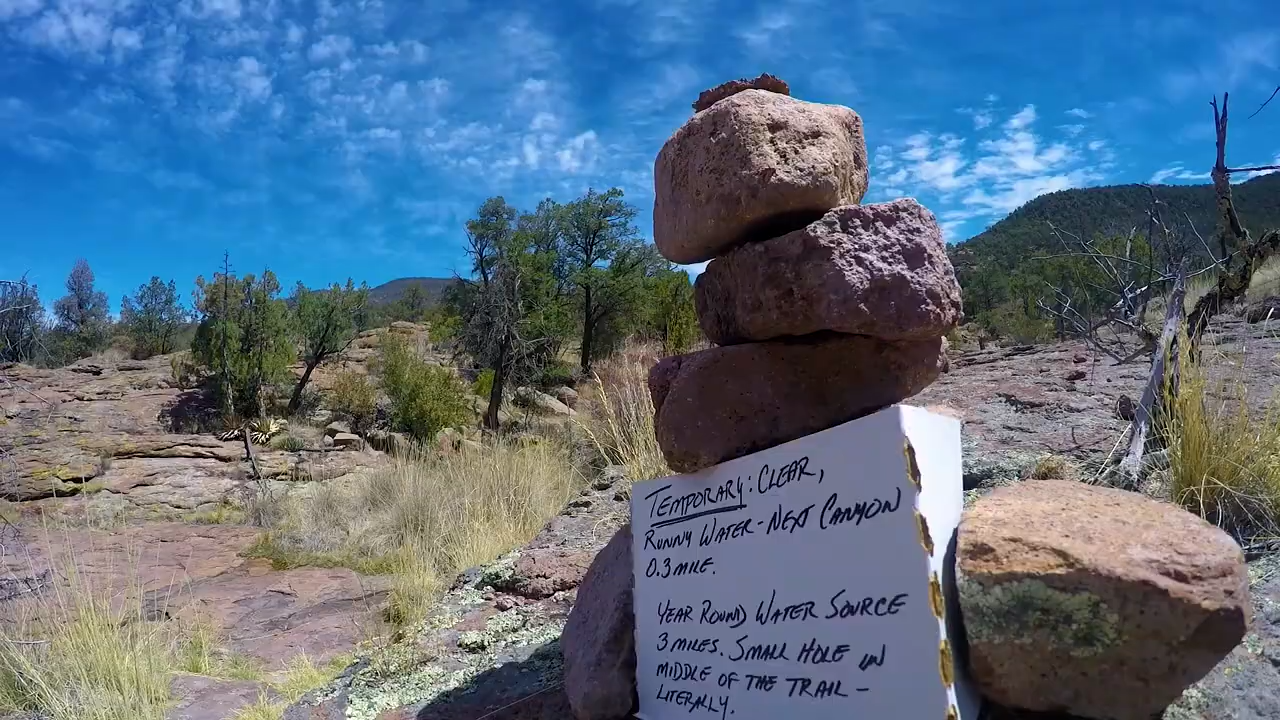 TEMPORARY: CLEAR,
RUNNY WATER-NEXT CANYON
0.3 MILE.
YEAR ROUND WATER SOURCE
3 MILES. SMALL HOLE IN
MIDDLE OF THE TRAIL -
LITERALLY.